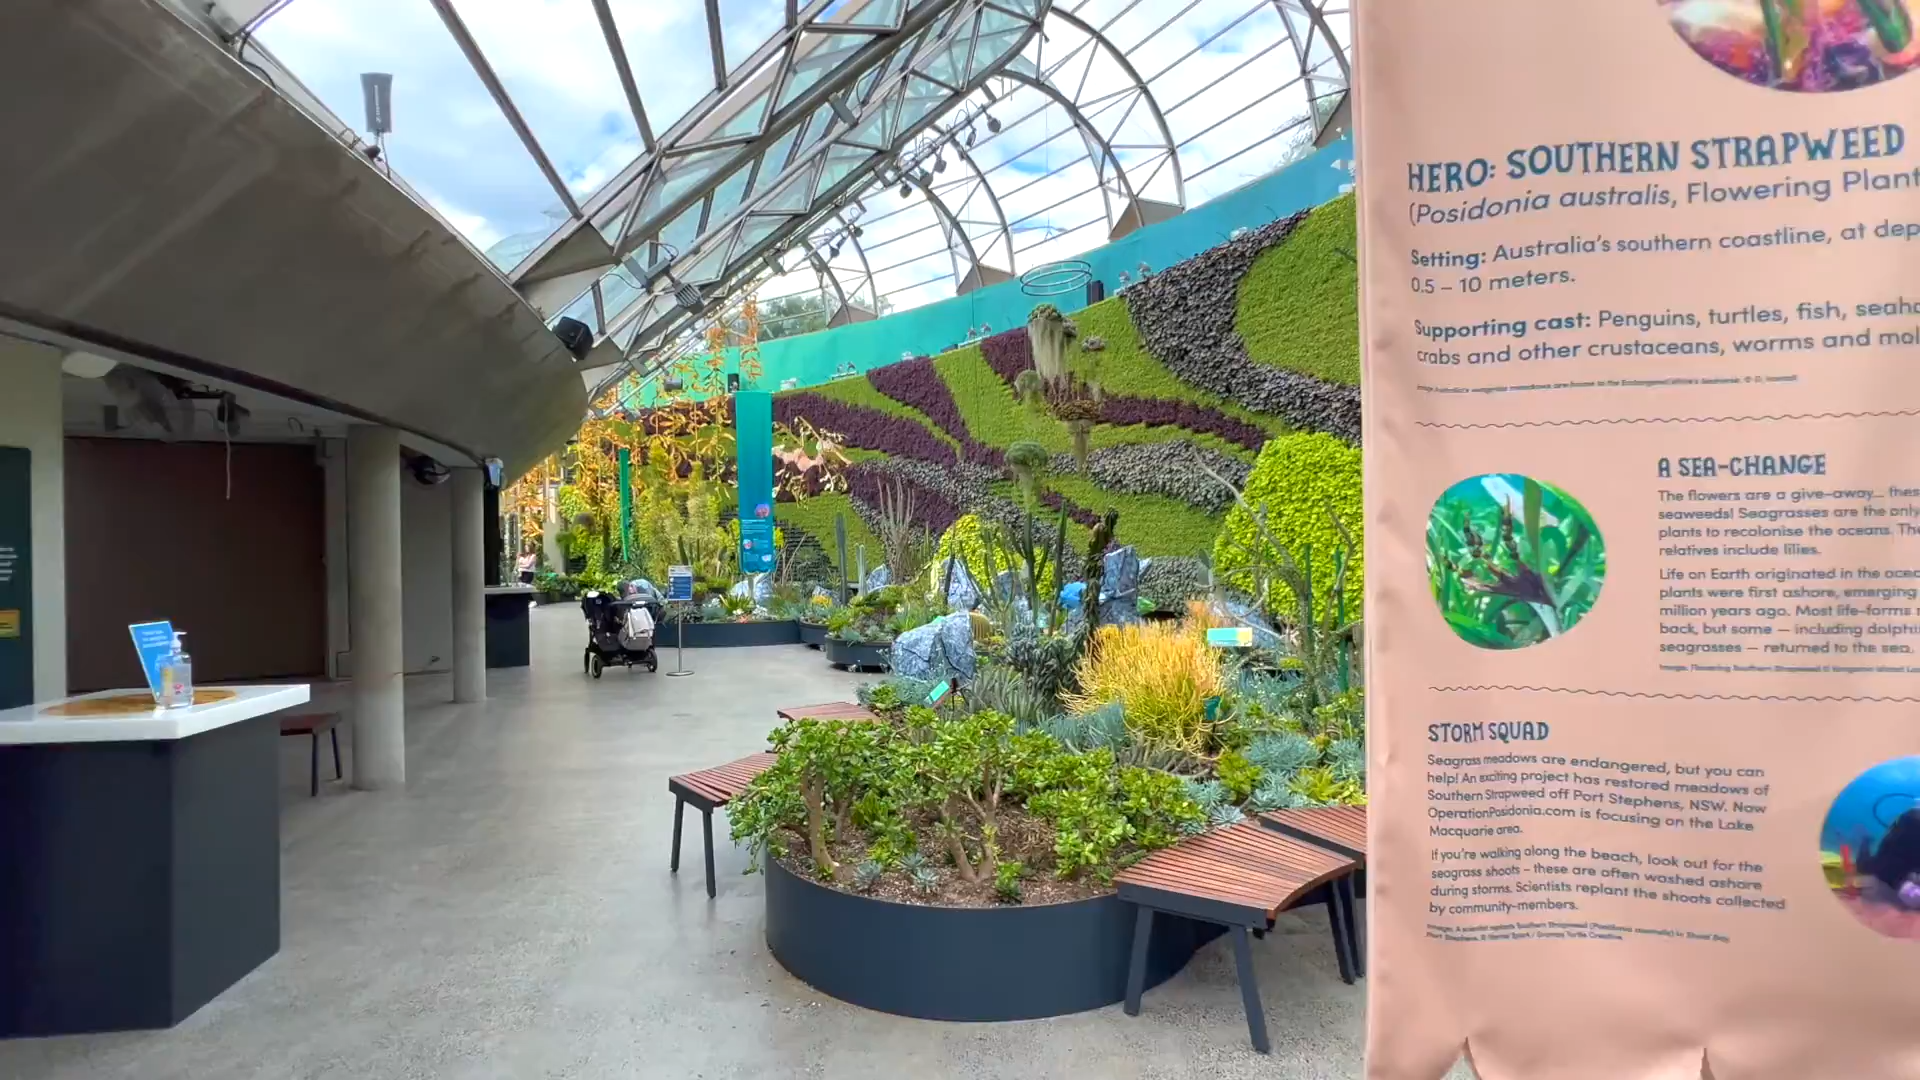 HERO: SOUTHERN STRAPWEED
(Posidonia australis, Flowering Plant
Setting: Australia's southern coastline, at dep
0.5 – 10 meters.
Supporting cast: Penguins, turtles, fish, seaho
crabs and other crustaceans, worms and mol
A SEA-CHANGE
The flowers are a give-away... thes
seaweeds! Seagrasses are the only
plants to recolonise the oceans. The
relatives include lilies.
Life on Earth originated in the ocea
plants were first ashore, emerging
million years ago. Most life-forms
back, but some – including dolphi
seagrasses – returned to the sea.
STORM SQUAD
Seagrass meadows are endangered, but you can
help! An exciting project has restored meadows of
Southern Strapweed off Port Stephens, NSW. Now
OperationPosidonia.com is focusing on the Lake
Macquarie area.
If you're walking along the beach, look out for the
seagrass shoots – these are often washed ashore
during storms. Scientists replant the shoots collected
by community-members.